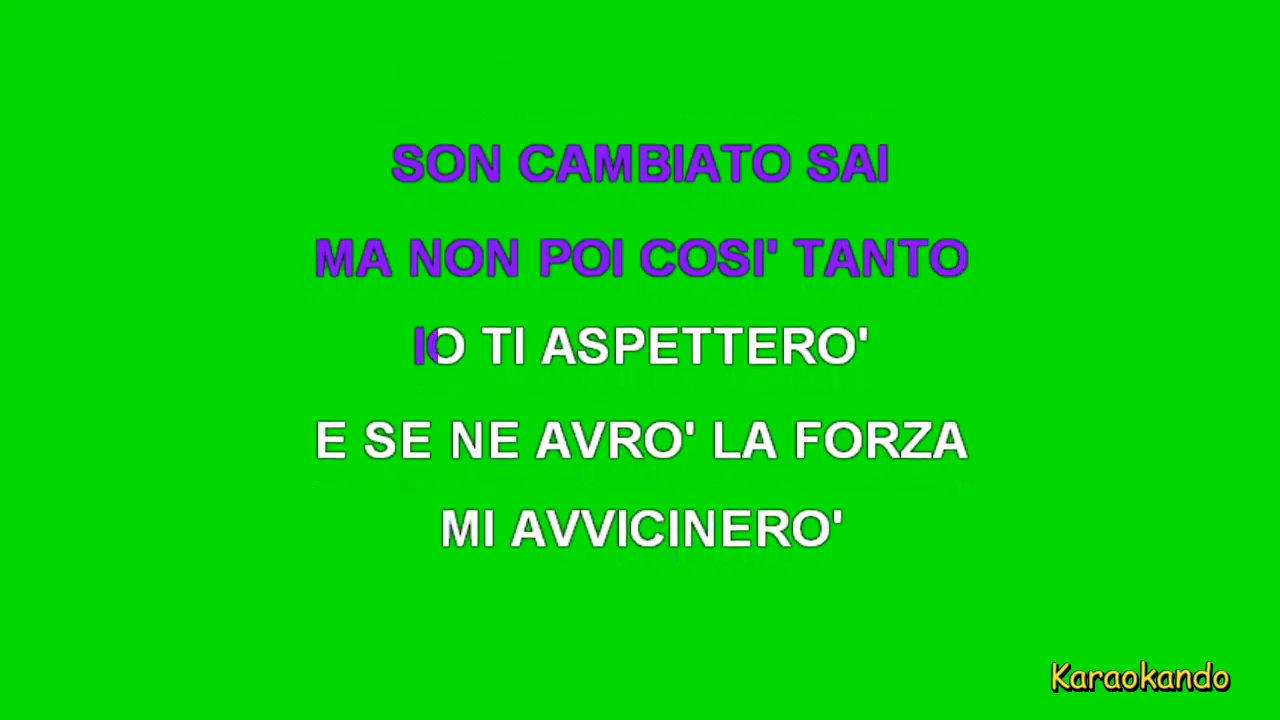 SON CAMBIATO SAI
MA NON POI COSI' TANTO
IO TI ASPETTERO'
E SE NE AVRO' LA FORZA
MI AVVICINERO'
Karaokando